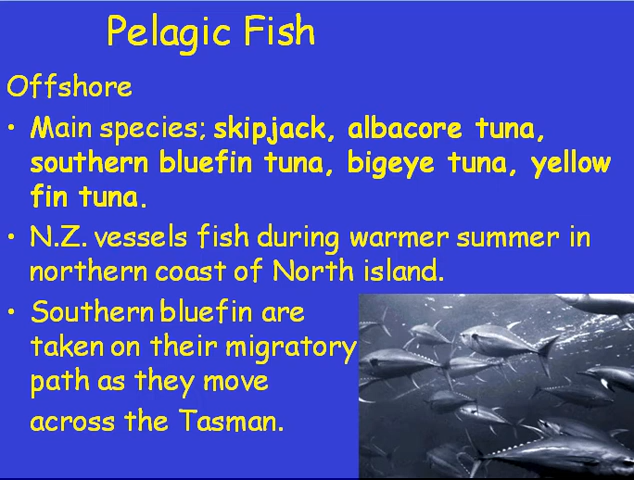 Pelagic Fish
Offshore
• Main species; skipjack, albacore tuna,
southern bluefin tuna, bigeye tuna, yellow
fin tuna.
• N.Z. vessels fish during warmer summer in
northern coast of North island.
• Southern bluefin are
taken on their migratory
path as they move
across the Tasman.